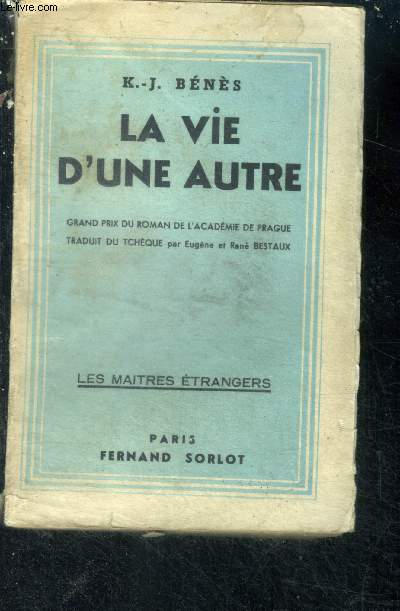 Le-livre.com
K.-J. BÉNÈS
LA ViE
D'UNE AUTRE
GRAND PRIX DU ROMAN DE L'ACADÉMIE DE PRAGUE
TRADUIT DU TCHÈQUE par Eugène et René BESTAUX
LES MAITRES ÉTRANGERS
PARIS
FERNAND SORLOT